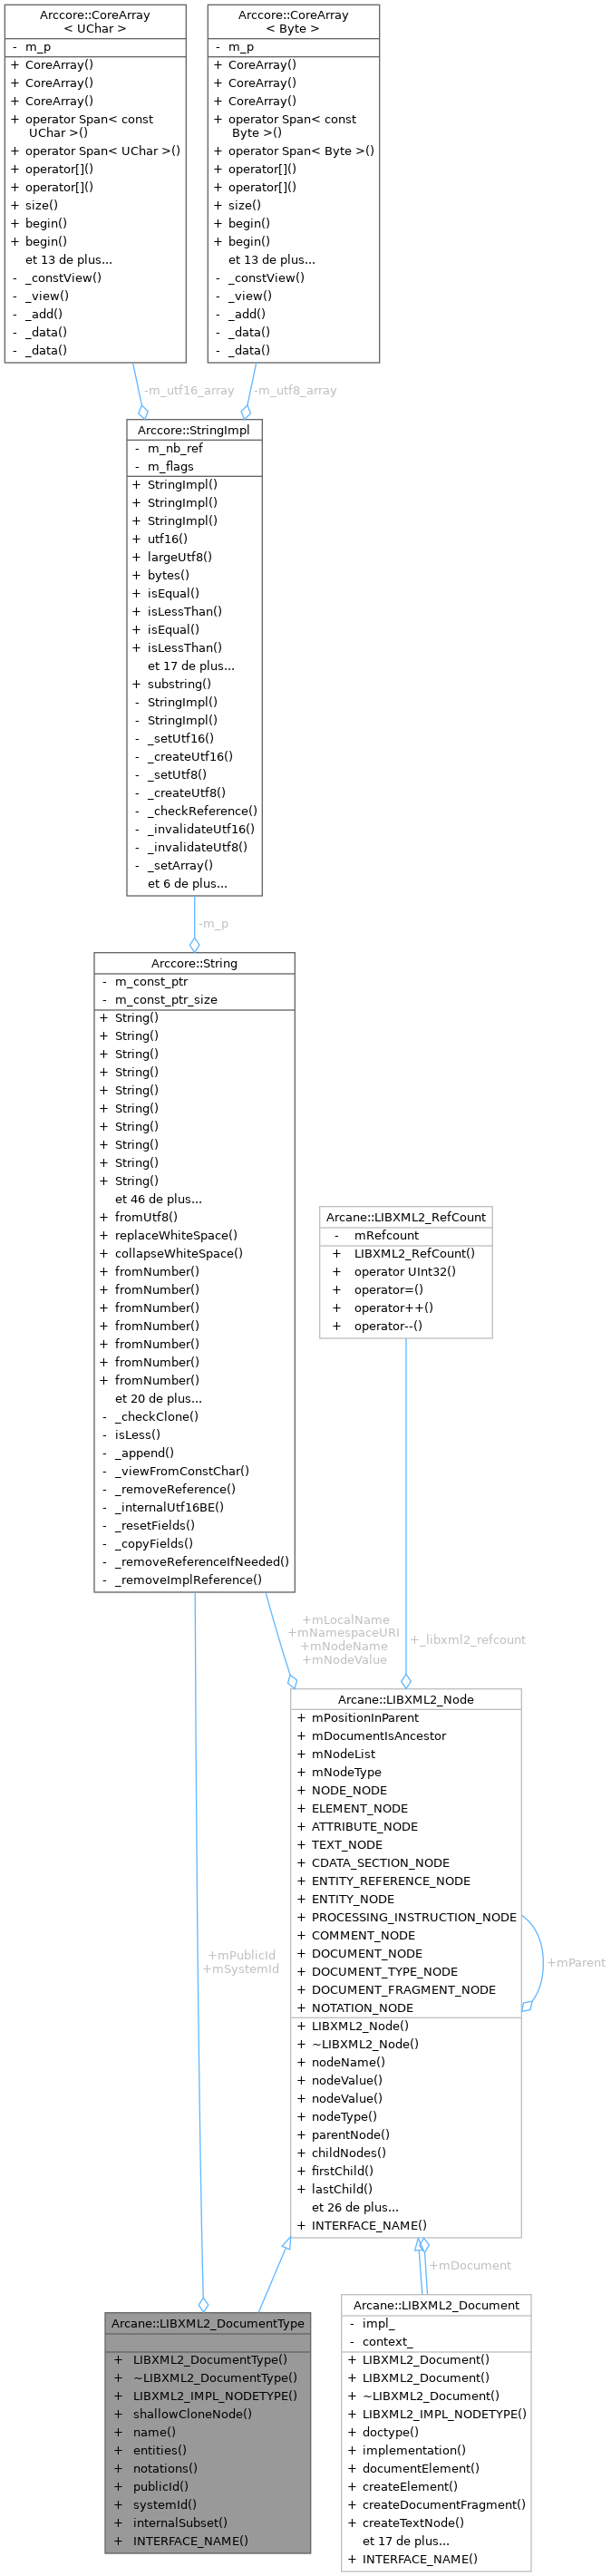 Arccore::CoreArray
< UChar >
- m_p
+ CoreArray()
+ CoreArray()
+ CoreArray()
+ operator Span< const
UChar >()
+ operator Span< UChar >()
+ operator[]()
+ operator[]()
+ size()
+ begin()
+ begin()
et 13 de plus...
- _constView()
- _view()
- _add()
- _data()
- _data()
Arccore::CoreArray
< Byte >
- m_p
+ CoreArray()
+ CoreArray()
+ CoreArray()
+ operator Span< const
Byte >()
+ operator Span< Byte >()
+ operator[]()
+ operator[]()
+ size()
+ begin()
+ begin()
et 13 de plus...
- _constView()
- _view()
- _add()
- _data()
- _data()
-m_utf16_array
-m_utf8_array
Arccore::StringImpl
- m_nb_ref
- m_flags
+ StringImpl()
+ StringImpl()
+ StringImpl()
+ utf16()
+ largeUtf8()
+ bytes()
+ isEqual()
+ isLessThan()
+ isEqual()
+ isLessThan()
et 17 de plus...
+ substring()
- StringImpl()
- StringImpl()
- _setUtf16()
- _createUtf16()
- _setUtf8()
- _createUtf8()
- _checkReference()
- _invalidateUtf16()
- _invalidateUtf8()
- _setArray()
et 6 de plus...
-m_p
Arccore::String
- m_const_ptr
- m_const_ptr_size
+ String()
+ String()
+ String()
+ String()
+ String()
+ String()
+ String()
+ String()
+ String()
+ String()
et 46 de plus...
+ fromUtf8()
+ replaceWhiteSpace()
+ collapseWhiteSpace()
+ fromNumber()
+ fromNumber()
+ fromNumber()
+ fromNumber()
+ fromNumber()
+ fromNumber()
+ fromNumber()
et 20 de plus...
- _checkClone()
- isLess()
- _append()
- _viewFromConstChar()
- _removeReference()
- _internalUtf16BE()
- _resetFields()
- _copyFields()
- _removeReferenceIfNeeded()
- _removeImplReference()
Arcane::LIBXML2_RefCount
- mRefcount
+ LIBXML2_RefCount()
+ operator UInt32()
+ operator=()
+ operator++()
+ operator--()
+mLocalName
+mNamespaceURI
+mNodeName
+mNodeValue
+_libxml2_refcount
Arcane::LIBXML2_Node
+ mPositionInParent
+ mDocumentIsAncestor
+ mNodeList
+ mNodeType
+ NODE_NODE
+ ELEMENT_NODE
+ ATTRIBUTE_NODE
+ TEXT_NODE
+ CDATA_SECTION_NODE
+ ENTITY_REFERENCE_NODE
+ ENTITY_NODE
+ PROCESSING_INSTRUCTION_NODE
+ COMMENT_NODE
+ DOCUMENT_NODE
+ DOCUMENT_TYPE_NODE
+ DOCUMENT_FRAGMENT_NODE
+ NOTATION_NODE
+ LIBXML2_Node()
+ ~LIBXML2_Node()
+ nodeName()
+ nodeValue()
+ nodeValue()
+ nodeType()
+ parentNode()
+ childNodes()
+ firstChild()
+ lastChild()
et 26 de plus...
+ INTERFACE_NAME()
+mParent
+mPublicId
+mSystemId
+mDocument
Arcane::LIBXML2_DocumentType
+ LIBXML2_DocumentType()
+ ~LIBXML2_DocumentType()
+ LIBXML2_IMPL_NODETYPE()
+ shallowCloneNode()
+ name()
+ entities()
+ notations()
+ publicId()
+ systemId()
+ internalSubset()
+ INTERFACE_NAME()
Arcane::LIBXML2_Document
- impl_
- context_
+ LIBXML2_Document()
+ LIBXML2_Document()
+ ~LIBXML2_Document()
+ LIBXML2_IMPL_NODETYPE()
+ doctype()
+ implementation()
+ documentElement()
+ createElement()
+ createDocumentFragment()
+ createTextNode()
et 17 de plus...
+ INTERFACE_NAME()